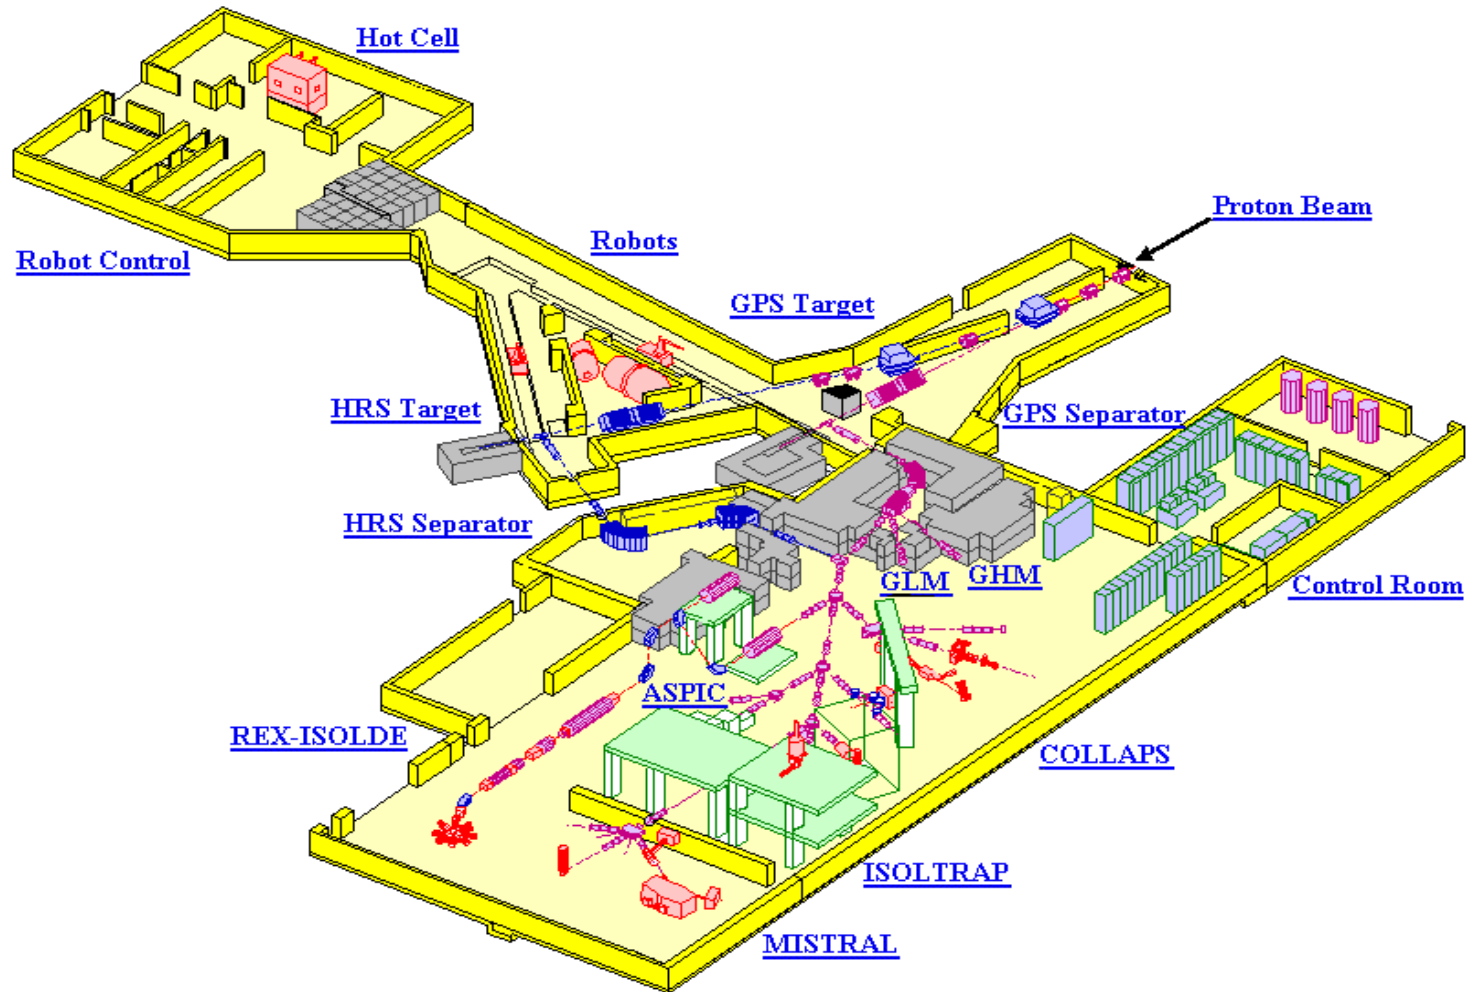 Hot Cell
Proton Beam
Robots
Robot Control
GPS Target
HRS Target
GPS Separator
HRS Separator
GLM
GHM
Control Room
ASPIC
REX-ISOLDE
COLLAPS
ISOLTRAP
MISTRAL